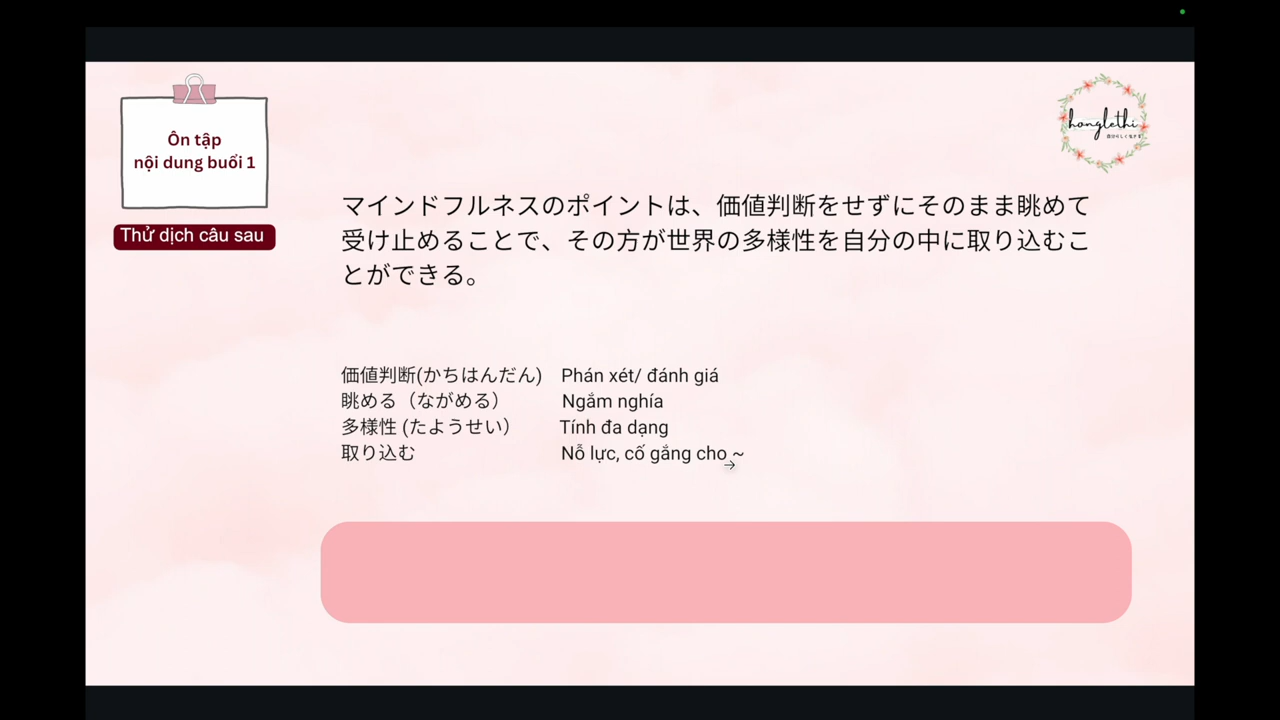 Ôn tập
nội dung buổi 1
Thử dịch câu sau
honglethi
マインドフルネスのポイントは、価値判断をせずにそのまま眺めて
受け止めることで、その方が世界の多様性を自分の中に取り込むこ
とができる。
価値判断(かちはんだん) Phán xét/ đánh giá
眺める（ながめる） Ngắm nghía
多様性 (たようせい） Tính đa dạng
取り込む Nỗ lực, cố gắng cho ~